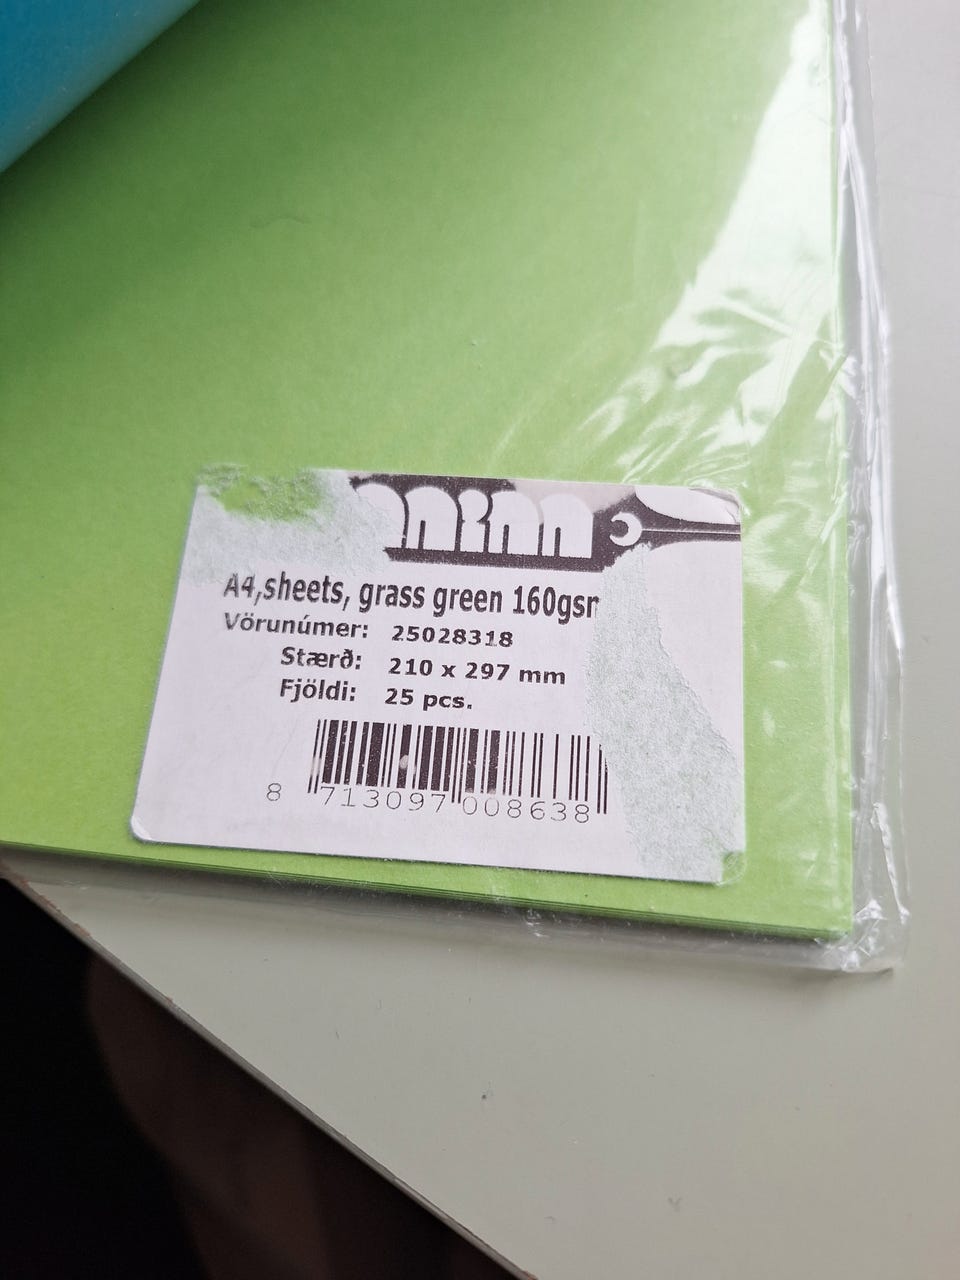 A4,sheets, grass green 160gsm
Vörunúmer: 25028318
Stærð: 210 x 297 mm
Fjöldi: 25 pcs.
8 713097 008638